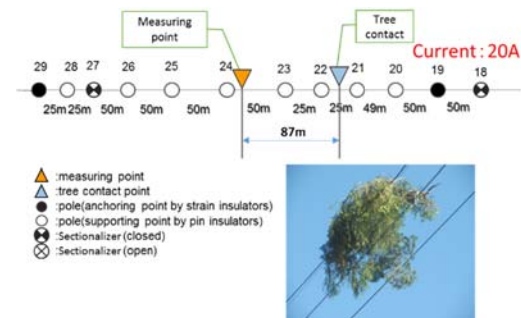 Measuring
point
Tree
contact
Current : 20A
29 28 27 26 25 24 23 22 21 20 19 18
25m 25m 50m 50m 50m 50m 50m 25m 25m 49m 50m 50m
87m
:measuring point
:tree contact point
:pole(anchoring point by strain insulators)
:pole(supporting point by pin insulators)
:Sectionalizer (closed)
:Sectionalizer (open)